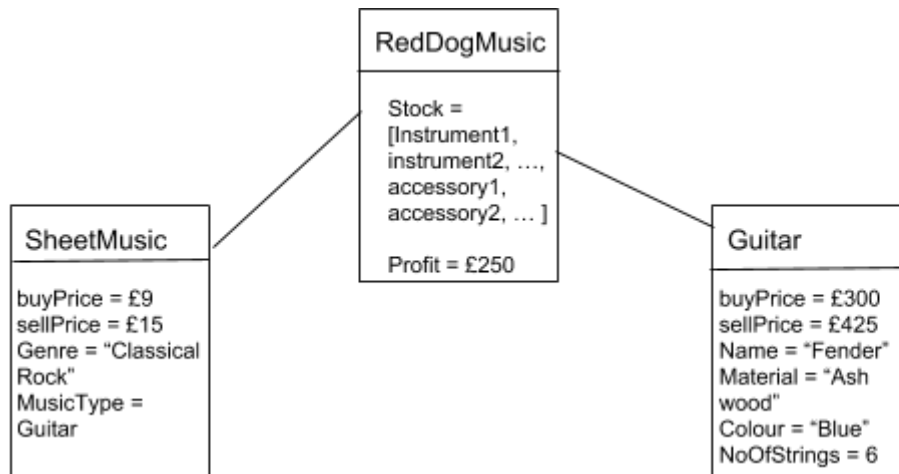 RedDogMusic
Stock =
[Instrument1,
instrument2, …,
accessory1,
accessory2, … ]
Profit = £250
SheetMusic
buyPrice = £9
sellPrice = £15
Genre = “Classical
Rock”
MusicType =
Guitar
Guitar
buyPrice = £300
sellPrice = £425
Name = “Fender”
Material = “Ash
wood”
Colour = “Blue”
NoOfStrings = 6